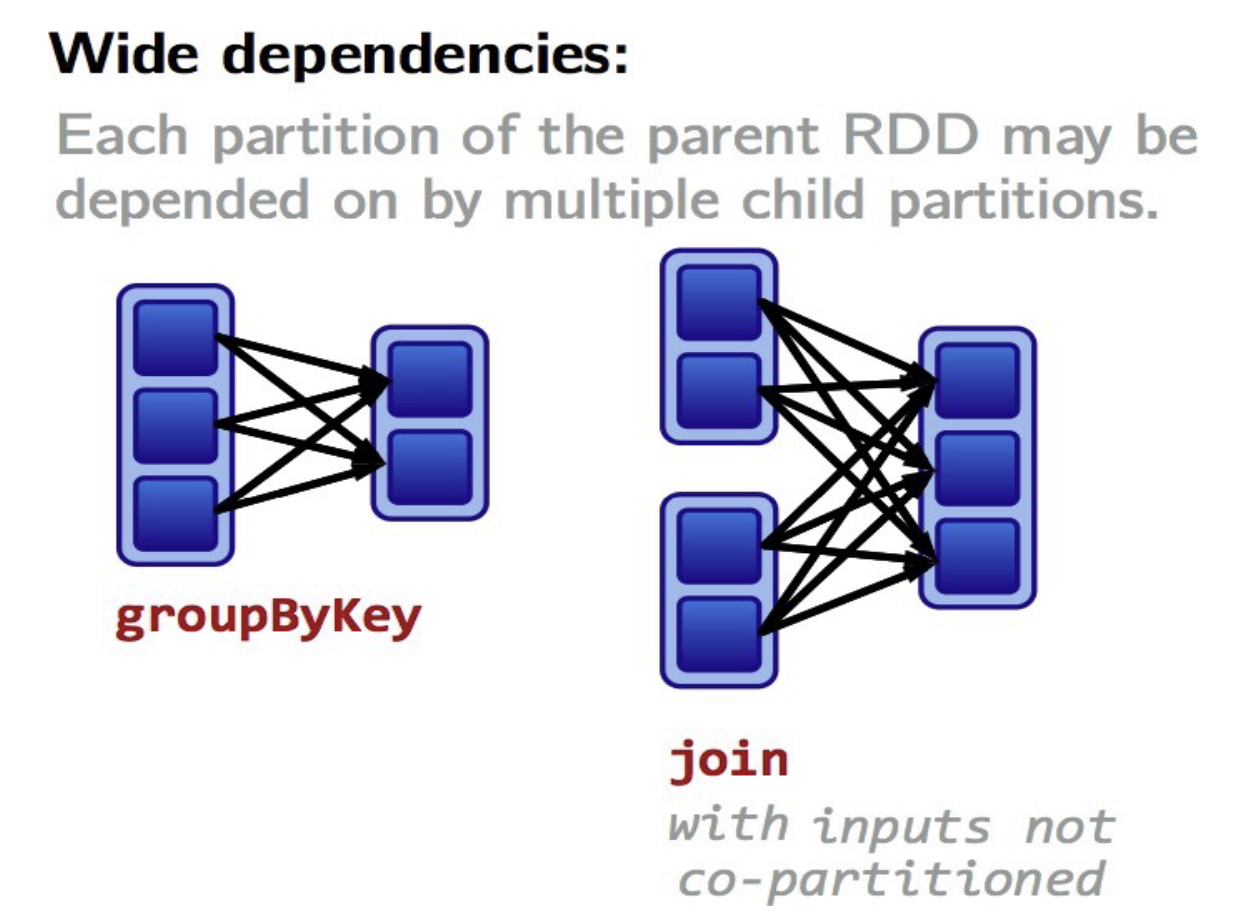 Wide dependencies:
Each partition of the parent RDD may be
depended on by multiple child partitions.
groupByKey
join
with inputs not
co-partitioned